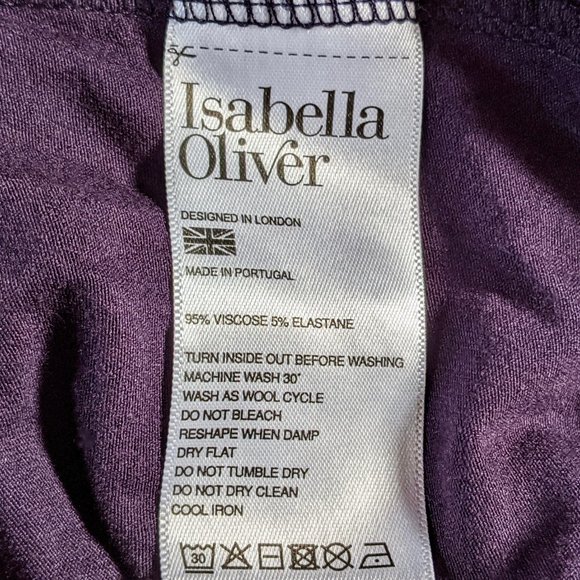 Isabella
Oliver
DESIGNED IN LONDON
MADE IN PORTUGAL
95% VISCOSE 5% ELASTANE
TURN INSIDE OUT BEFORE WASHING
MACHINE WASH 30°
WASH AS WOOL CYCLE
DO NOT BLEACH
RESHAPE WHEN DAMP
DRY FLAT
DO NOT TUMBLE DRY
DO NOT DRY CLEAN
COOL IRON
30